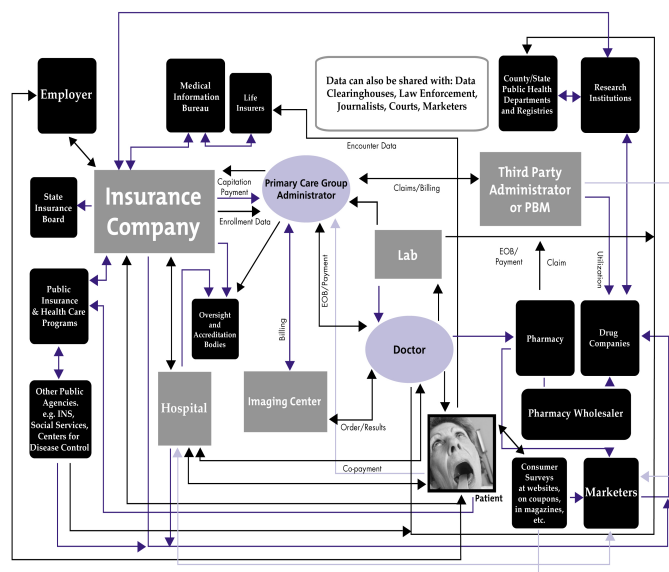 Employer
Medical
Information
Bureau
Life
Insurers
Data can also be shared with: Data
Clearinghouses, Law Enforcement,
Journalists, Courts, Marketers
County/State
Public Health
Departments
and Registries
Research
Institutions
Encounter Data
Capitation
Payment
Enrollment Data
Primary Care Group
Administrator
Claims/Billing
Third Party
Administrator
or PBM
State
Insurance
Board
Insurance
Company
Lab
EOB/
Payment
Claim
Utilization
EOB/Payment
Billing
Public
Insurance
& Health Care
Programs
Oversight and
Accreditation
Bodies
Doctor
Pharmacy
Drug
Companies
Other Public
Agencies.
e.g. INS,
Social Services,
Centers for
Disease Control
Hospital
Imaging Center
Order/Results
Pharmacy Wholesaler
Co-payment
Patient
Consumer
Surveys
at websites,
on coupons,
in magazines,
etc.
Marketers